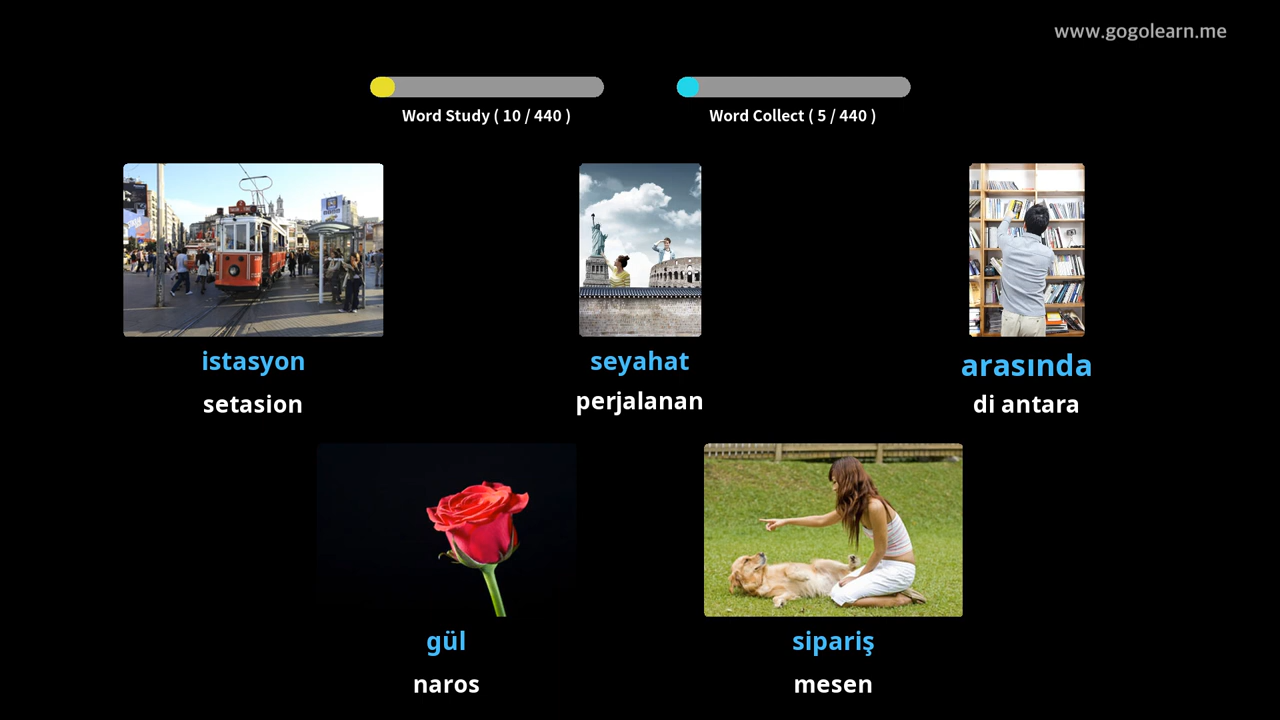 www.gogolearn.me
Word Study ( 10 / 440 )
Word Collect ( 5 / 440 )
istasyon
setasion
seyahat
perjalanan
arasında
di antara
gül
naros
sipariş
mesen